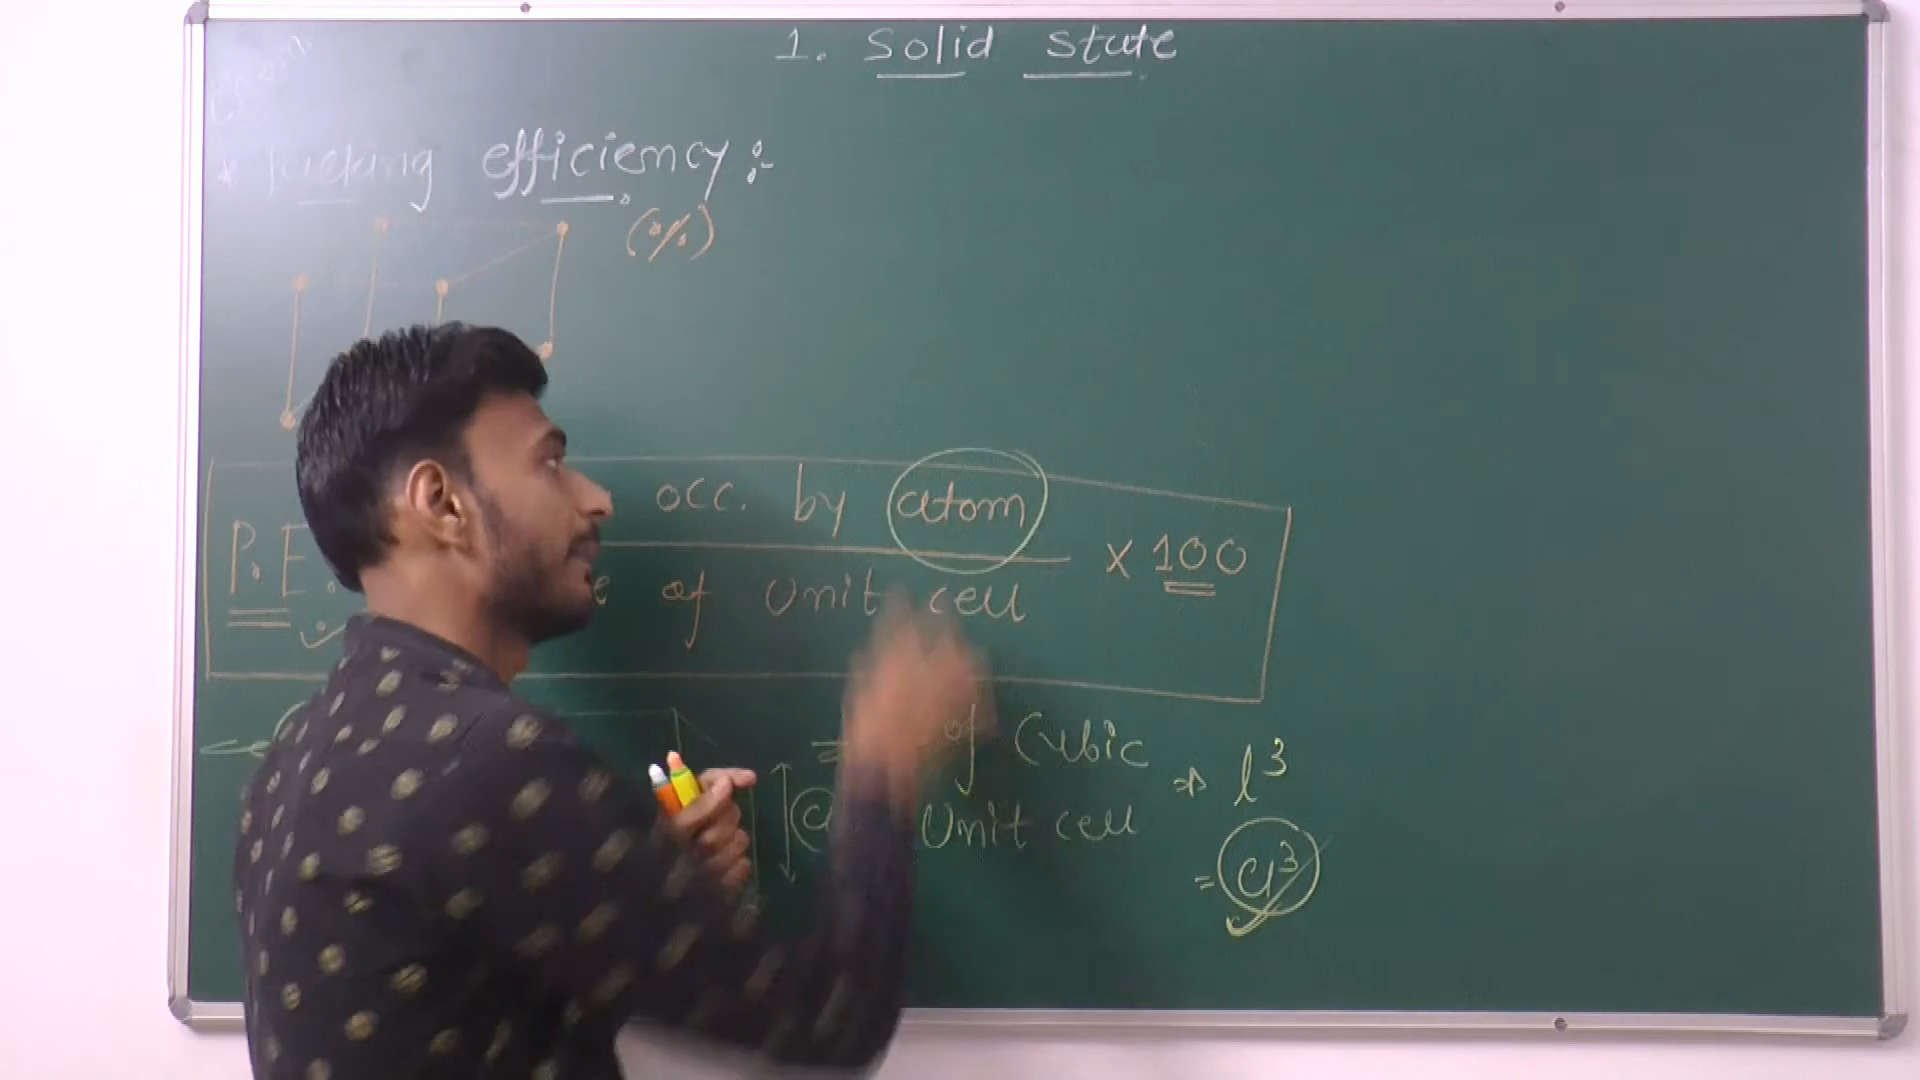 1. Solid State
* Packing efficiency :-
(%)
P.E. occ. by atom × 100
of Unit cell
= of Cubic ⇒ l³
a Unit cell
= a³